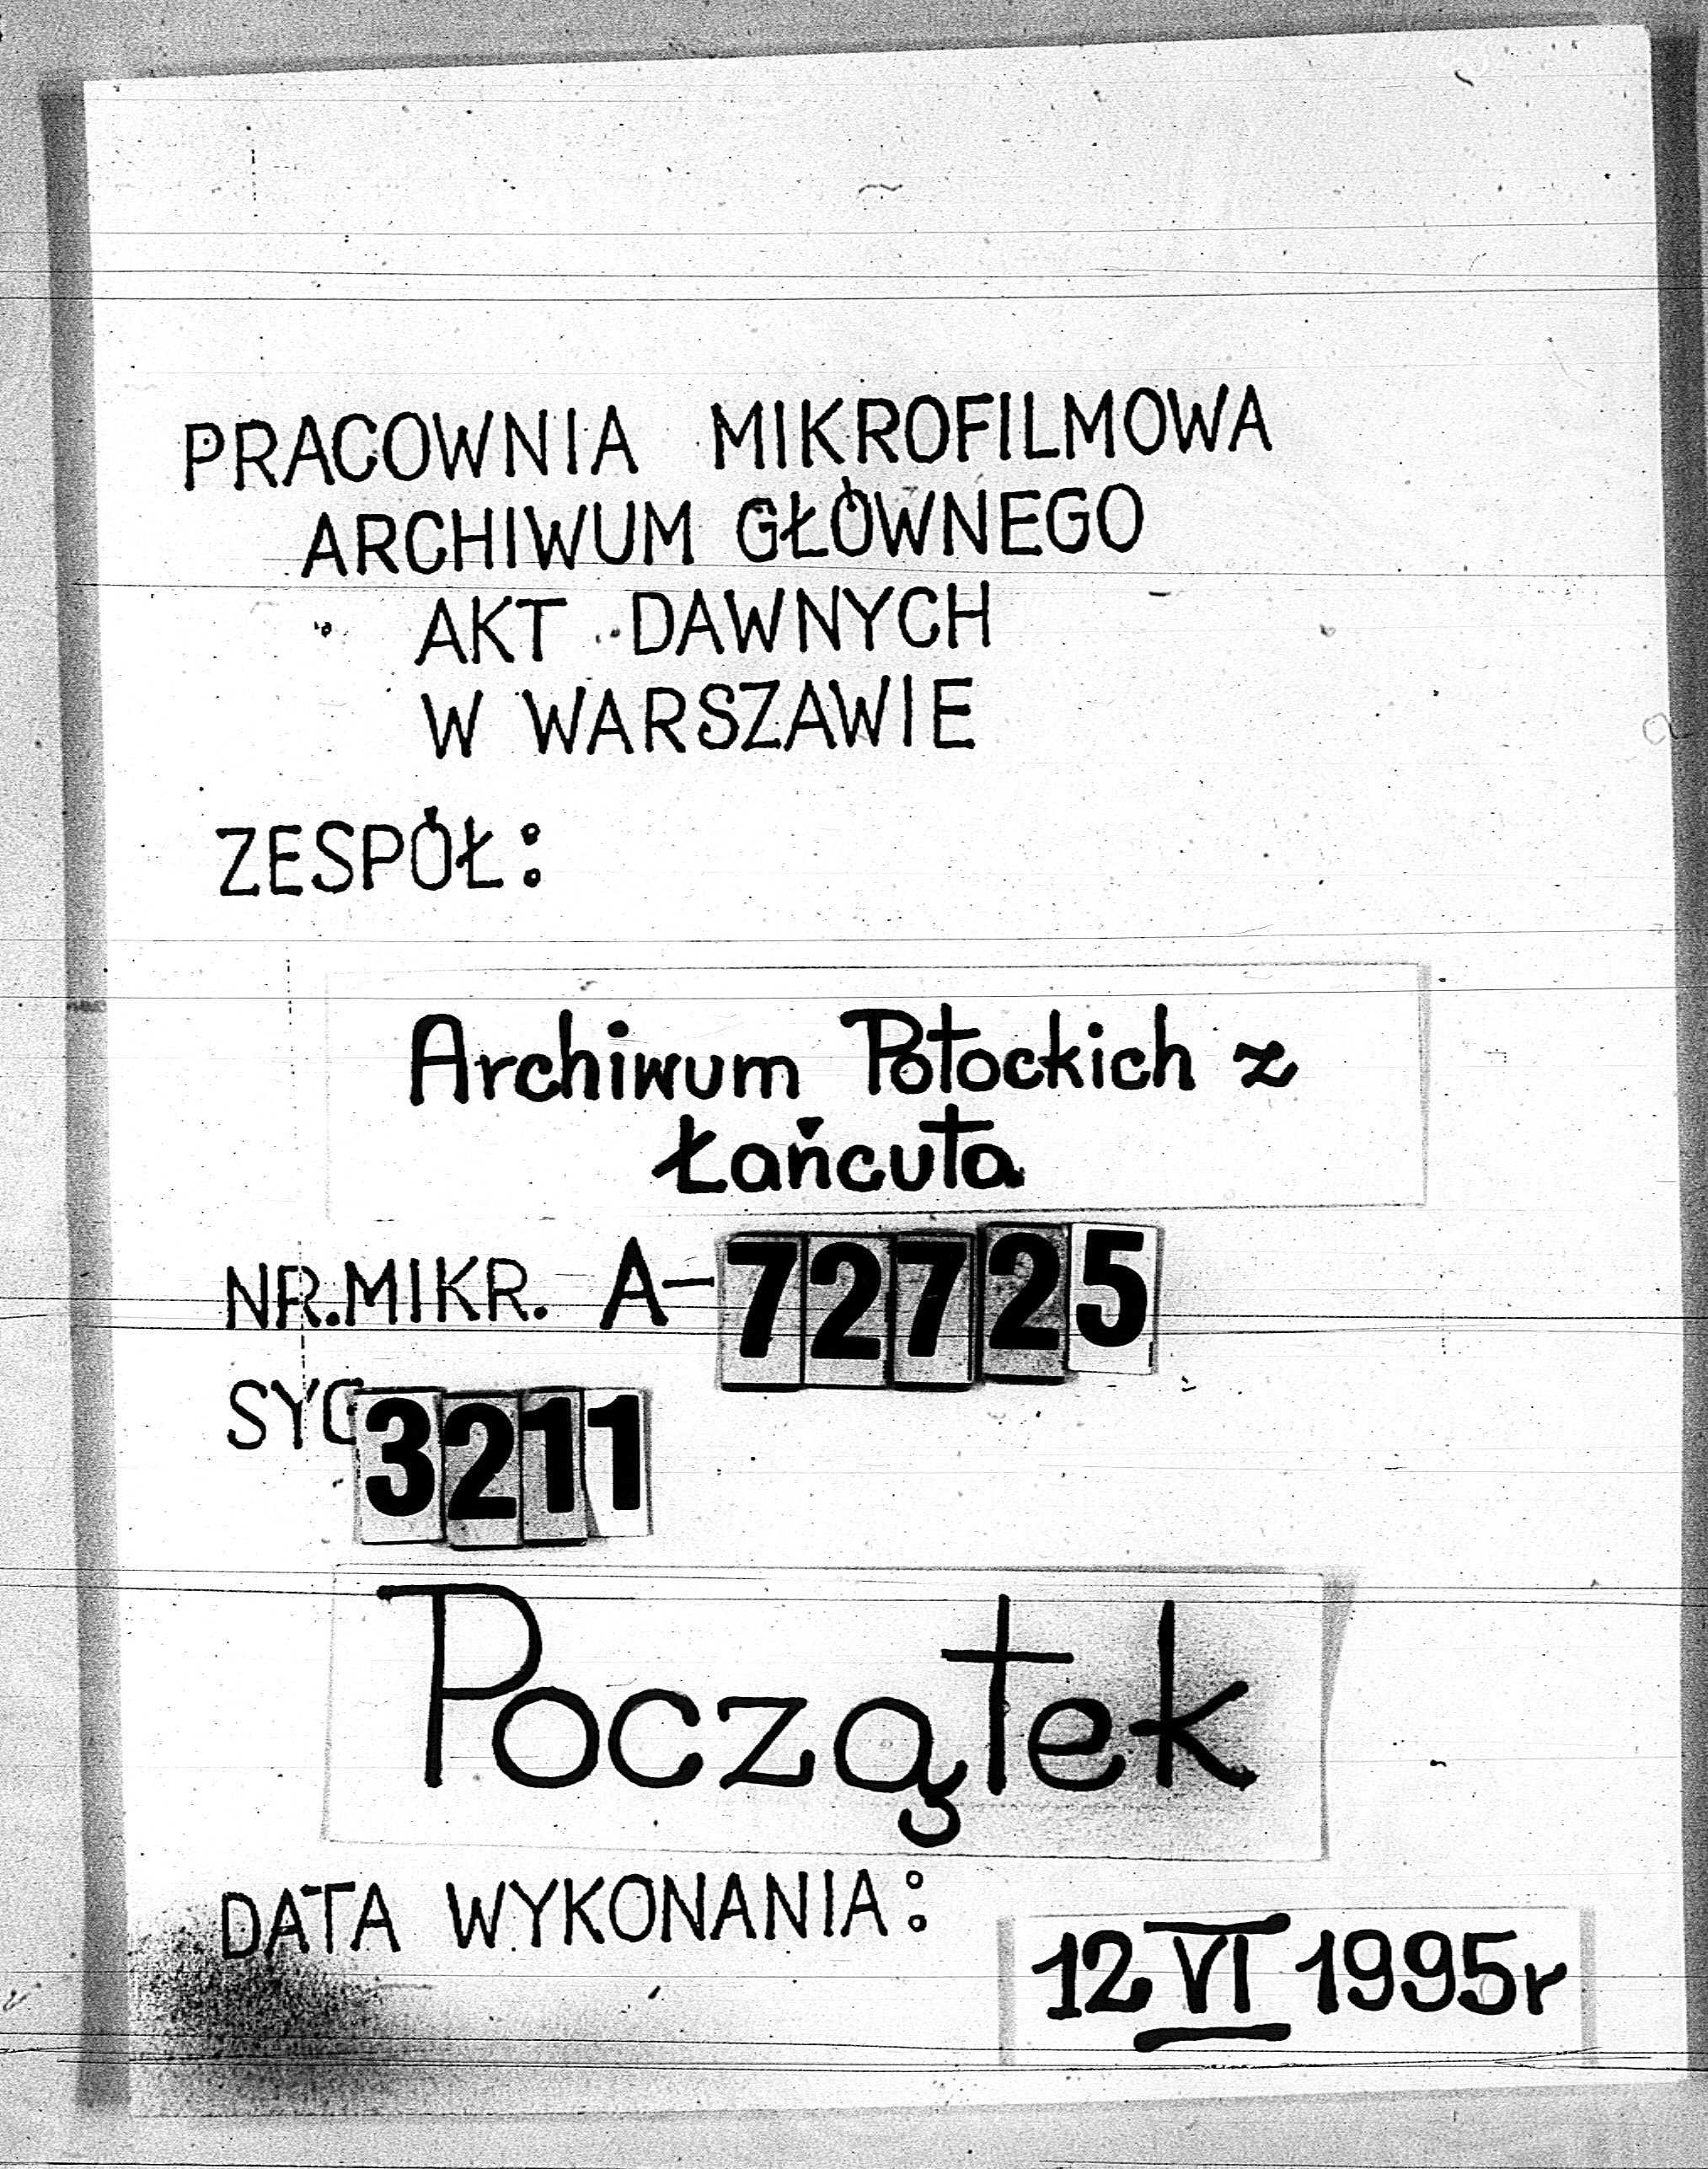 PRACOWNIA MIKROFILMOWA
ARCHIWUM GŁÓWNEGO
AKT DAWNYCH
W WARSZAWIE
ZESPÓŁ:
Archiwum Potockich z
Łańcuta
NR.MIKR. A-72725
SYG 3211
Początek
DATA WYKONANIA:
12 VI 1995r